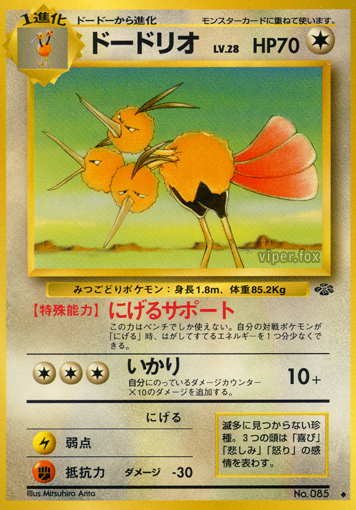 1進化
ドードーから進化
モンスターカードに重ねて使います。
ドードリオ LV.28 HP70
viper.fox
みつごどりポケモン：身長1.8m、体重85.2Kg
【特殊能力】にげるサポート
この力はベンチでしか使えない。自分の対戦ポケモンが
「にげる」時、はがしてすてるエネルギーを1つ分少なくで
きる。
いかり 10+
自分にのっているダメージカウンター
×10のダメージを追加する。
にげる
弱点
抵抗力 ダメージ -30
滅多に見つからない珍
種。3つの頭は「喜び」
「悲しみ」「怒り」の感
情を表わす。
Illus. Mitsuhiro Arita
No. 085